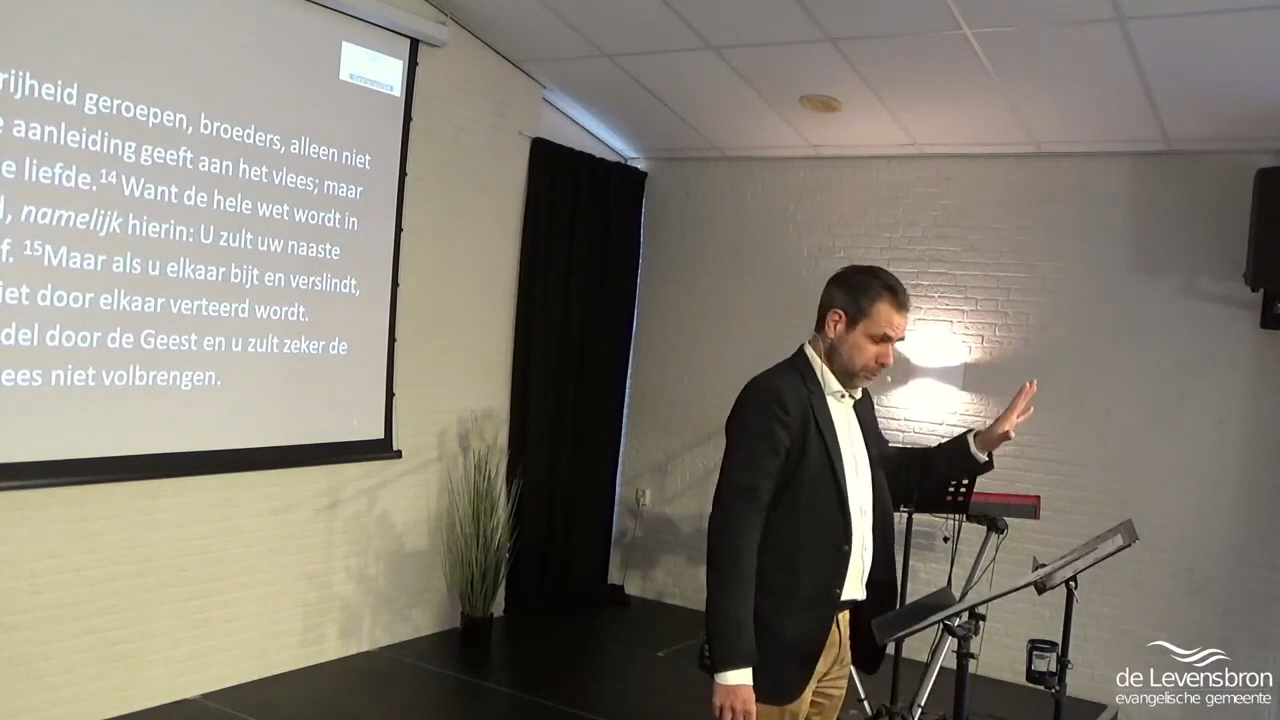 rijheid geroepen, broeders, alleen niet
aanleiding geeft aan het vlees; maar
e liefde.¹⁴ Want de hele wet wordt in
, namelijk hierin: U zult uw naaste
f. ¹⁵Maar als u elkaar bijt en verslindt,
iet door elkaar verteerd wordt.
del door de Geest en u zult zeker de
ees niet volbrengen.
de Levensbron
evangelische gemeente